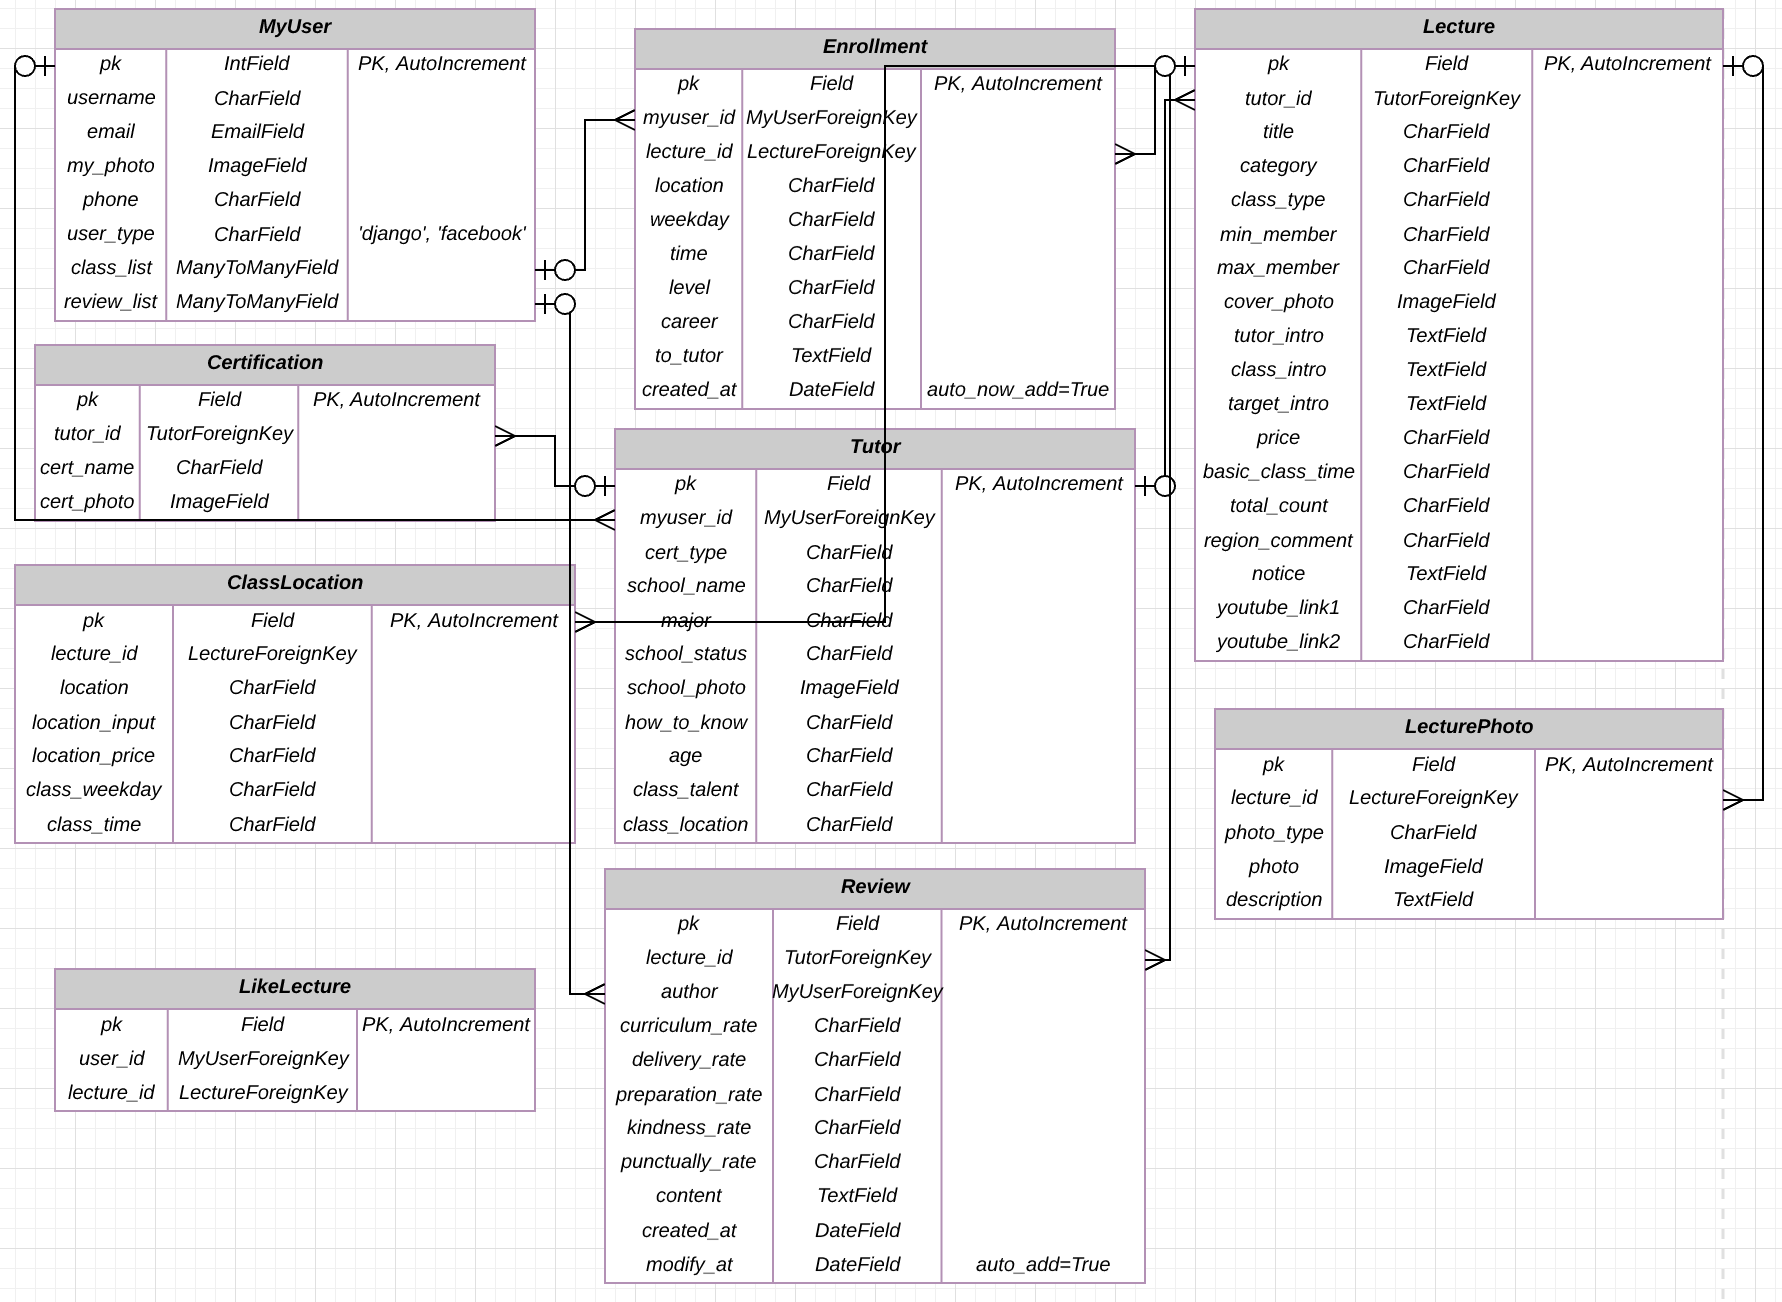 MyUser
pk IntField PK, AutoIncrement
username CharField
email EmailField
my_photo ImageField
phone CharField
user_type CharField 'django', 'facebook'
class_list ManyToManyField
review_list ManyToManyField
Certification
pk Field PK, AutoIncrement
tutor_id TutorForeignKey
cert_name CharField
cert_photo ImageField
ClassLocation
pk Field PK, AutoIncrement
lecture_id LectureForeignKey
location CharField
location_input CharField
location_price CharField
class_weekday CharField
class_time CharField
LikeLecture
pk Field PK, AutoIncrement
user_id MyUserForeignKey
lecture_id LectureForeignKey
Enrollment
pk Field PK, AutoIncrement
myuser_id MyUserForeignKey
lecture_id LectureForeignKey
location CharField
weekday CharField
time CharField
level CharField
career CharField
to_tutor TextField
created_at DateField auto_now_add=True
Tutor
pk Field PK, AutoIncrement
myuser_id MyUserForeignKey
cert_type CharField
school_name CharField
major CharField
school_status CharField
school_photo ImageField
how_to_know CharField
age CharField
class_talent CharField
class_location CharField
Review
pk Field PK, AutoIncrement
lecture_id TutorForeignKey
author MyUserForeignKey
curriculum_rate CharField
delivery_rate CharField
preparation_rate CharField
kindness_rate CharField
punctually_rate CharField
content TextField
created_at DateField
modify_at DateField auto_add=True
Lecture
pk Field PK, AutoIncrement
tutor_id TutorForeignKey
title CharField
category CharField
class_type CharField
min_member CharField
max_member CharField
cover_photo ImageField
tutor_intro TextField
class_intro TextField
target_intro TextField
price CharField
basic_class_time CharField
total_count CharField
region_comment CharField
notice TextField
youtube_link1 CharField
youtube_link2 CharField
LecturePhoto
pk Field PK, AutoIncrement
lecture_id LectureForeignKey
photo_type CharField
photo ImageField
description TextField